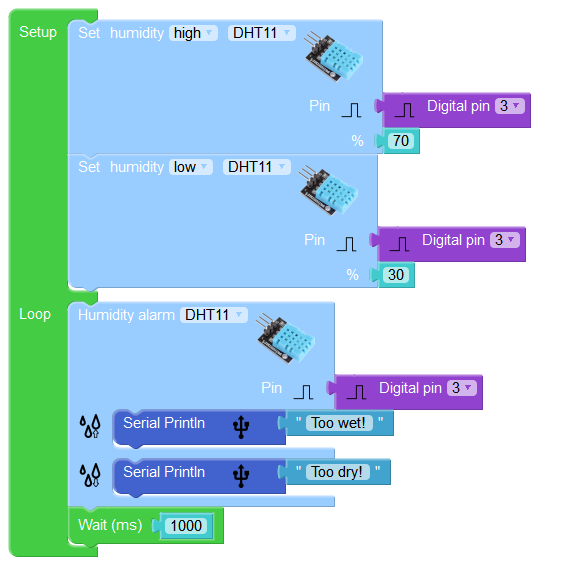 Setup
Set humidity high DHT11
Pin Digital pin 3
% 70
Set humidity low DHT11
Pin Digital pin 3
% 30
Loop
Humidity alarm DHT11
Pin Digital pin 3
Serial Println " Too wet! "
Serial Println " Too dry! "
Wait (ms) 1000